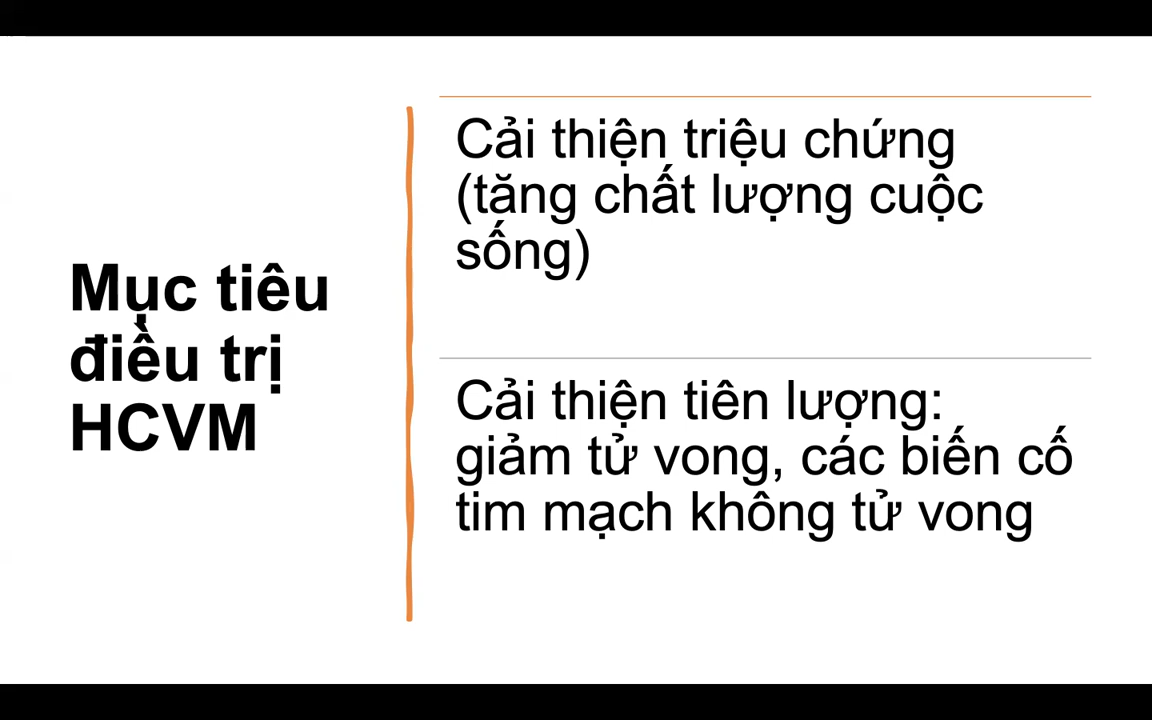 Mục tiêu
điều trị
HCVM
Cải thiện triệu chứng
(tăng chất lượng cuộc
sống)
Cải thiện tiên lượng:
giảm tử vong, các biến cố
tim mạch không tử vong